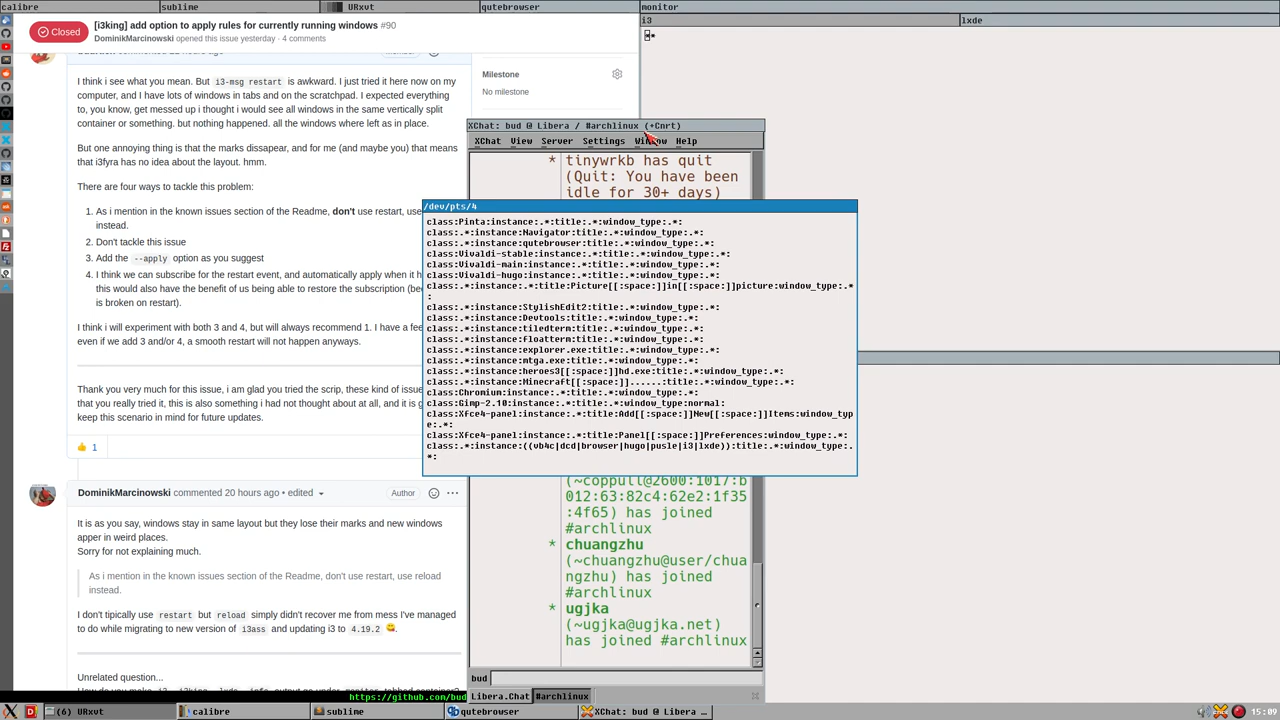 calibre
sublime
URxvt
qutebrowser
monitor
i3
lxde
Closed
[i3king] add option to apply rules for currently running windows #90
DominikMarcinowski opened this issue yesterday · 4 comments
I think i see what you mean. But i3-msg restart is awkward. I just tried it here now on my
computer, and I have lots of windows in tabs and on the scratchpad. I expected everything
to, you know, get messed up i thought i would see all windows in the same vertically split
container or something. but nothing happened. all the windows where left as in place.
But one annoying thing is that the marks dissapear, and for me (and maybe you) that means
that i3fyra has no idea about the layout. hmm.
There are four ways to tackle this problem:
1. As i mention in the known issues section of the Readme, don't use restart, use
instead.
2. Don't tackle this issue
3. Add the --apply option as you suggest
4. I think we can subscribe for the restart event, and automatically apply when it h
this would also have the benefit of us being able to restore the subscription (bec
is broken on restart).
I think i will experiment with both 3 and 4, but will always recommend 1. I have a fee
even if we add 3 and/or 4, a smooth restart will not happen anyways.
Thank you very much for this issue, i am glad you tried the scrip, these kind of issue
that you really tried it, this is also something i had not thought about at all, and it is g
keep this scenario in mind for future updates.
👍 1
DominikMarcinowski commented 20 hours ago • edited
Author
It is as you say, windows stay in same layout but they lose their marks and new windows
apper in weird places.
Sorry for not explaining much.
As i mention in the known issues section of the Readme, don't use restart, use reload
instead.
I don't tipically use restart but reload simply didn't recover me from mess I've managed
to do while migrating to new version of i3ass and updating i3 to 4.19.2 😋.
Unrelated question...
Milestone
No milestone
XChat: bud @ Libera / #archlinux (+Cnrt)
XChat View Server Settings Window Help
* tinywrkb has quit
(Quit: You have been
idle for 30+ days)
/dev/pts/4
class:Pinta:instance:.*:title:.*:window_type:.*:
class:.*:instance:Navigator:title:.*:window_type:.*:
class:.*:instance:qutebrowser:title:.*:window_type:.*:
class:Vivaldi-stable:instance:.*:title:.*:window_type:.*:
class:Vivaldi-main:instance:.*:title:.*:window_type:.*:
class:Vivaldi-hugo:instance:.*:title:.*:window_type:.*:
class:.*:instance:.*:title:Picture[[:space:]]in[[:space:]]picture:window_type:.*
:
class:.*:instance:StylishEdit2:title:.*:window_type:.*:
class:.*:instance:Devtools:title:.*:window_type:.*:
class:.*:instance:tiledterm:title:.*:window_type:.*:
class:.*:instance:floatterm:title:.*:window_type:.*:
class:.*:instance:explorer.exe:title:.*:window_type:.*:
class:.*:instance:mtga.exe:title:.*:window_type:.*:
class:.*:instance:heroes3[[:space:]]hd.exe:title:.*:window_type:.*:
class:.*:instance:Minecraft[[:space:]]......:title:.*:window_type:.*:
class:Chromium:instance:.*:title:.*:window_type:.*:
class:Gimp-2.10:instance:.*:title:.*:window_type:normal:
class:Xfce4-panel:instance:.*:title:Add[[:space:]]New[[:space:]]Items:window_typ
e:.*:
class:Xfce4-panel:instance:.*:title:Panel[[:space:]]Preferences:window_type:.*:
class:.*:instance:((vb4c|dcd|browser|hugo|pusle|i3|lxde)):title:.*:window_type:.
*:
(~coppull@2600:1017:b
012:63:82c4:62e2:1f35
:4f65) has joined
#archlinux
* chuangzhu
(~chuangzhu@user/chua
ngzhu) has joined
#archlinux
* ugjka
(~ugjka@ugjka.net)
has joined #archlinux
bud
https://github.com/bud
Libera.Chat #archlinux
(6) URxvt
calibre
sublime
qutebrowser
XChat: bud @ Libera / ...
15:09